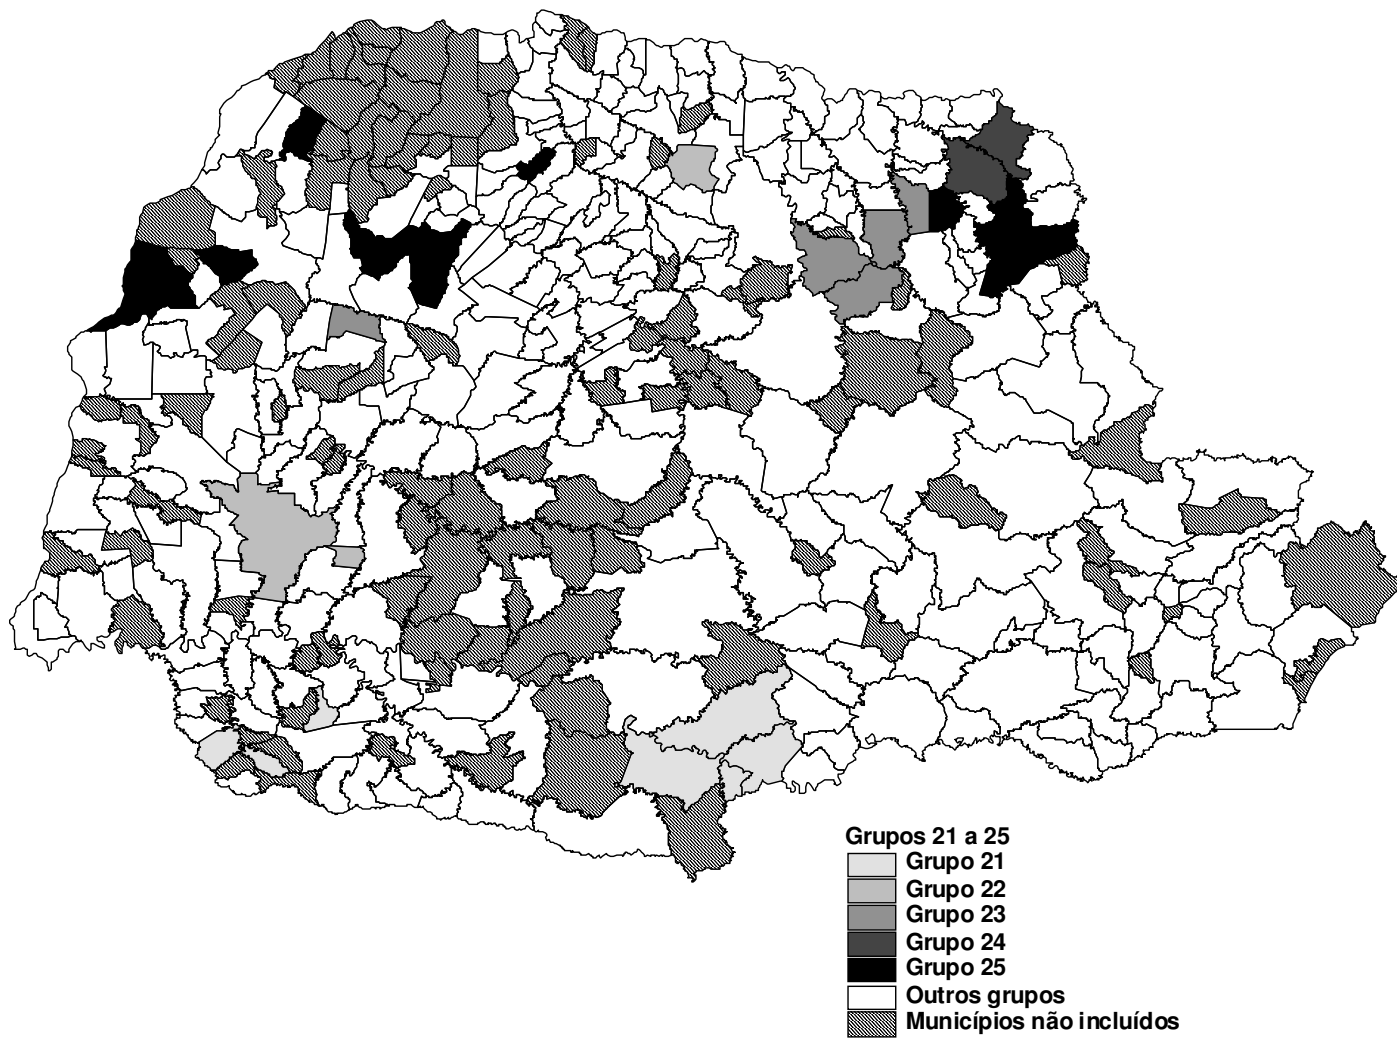 Grupos 21 a 25
Grupo 21
Grupo 22
Grupo 23
Grupo 24
Grupo 25
Outros grupos
Municípios não incluídos